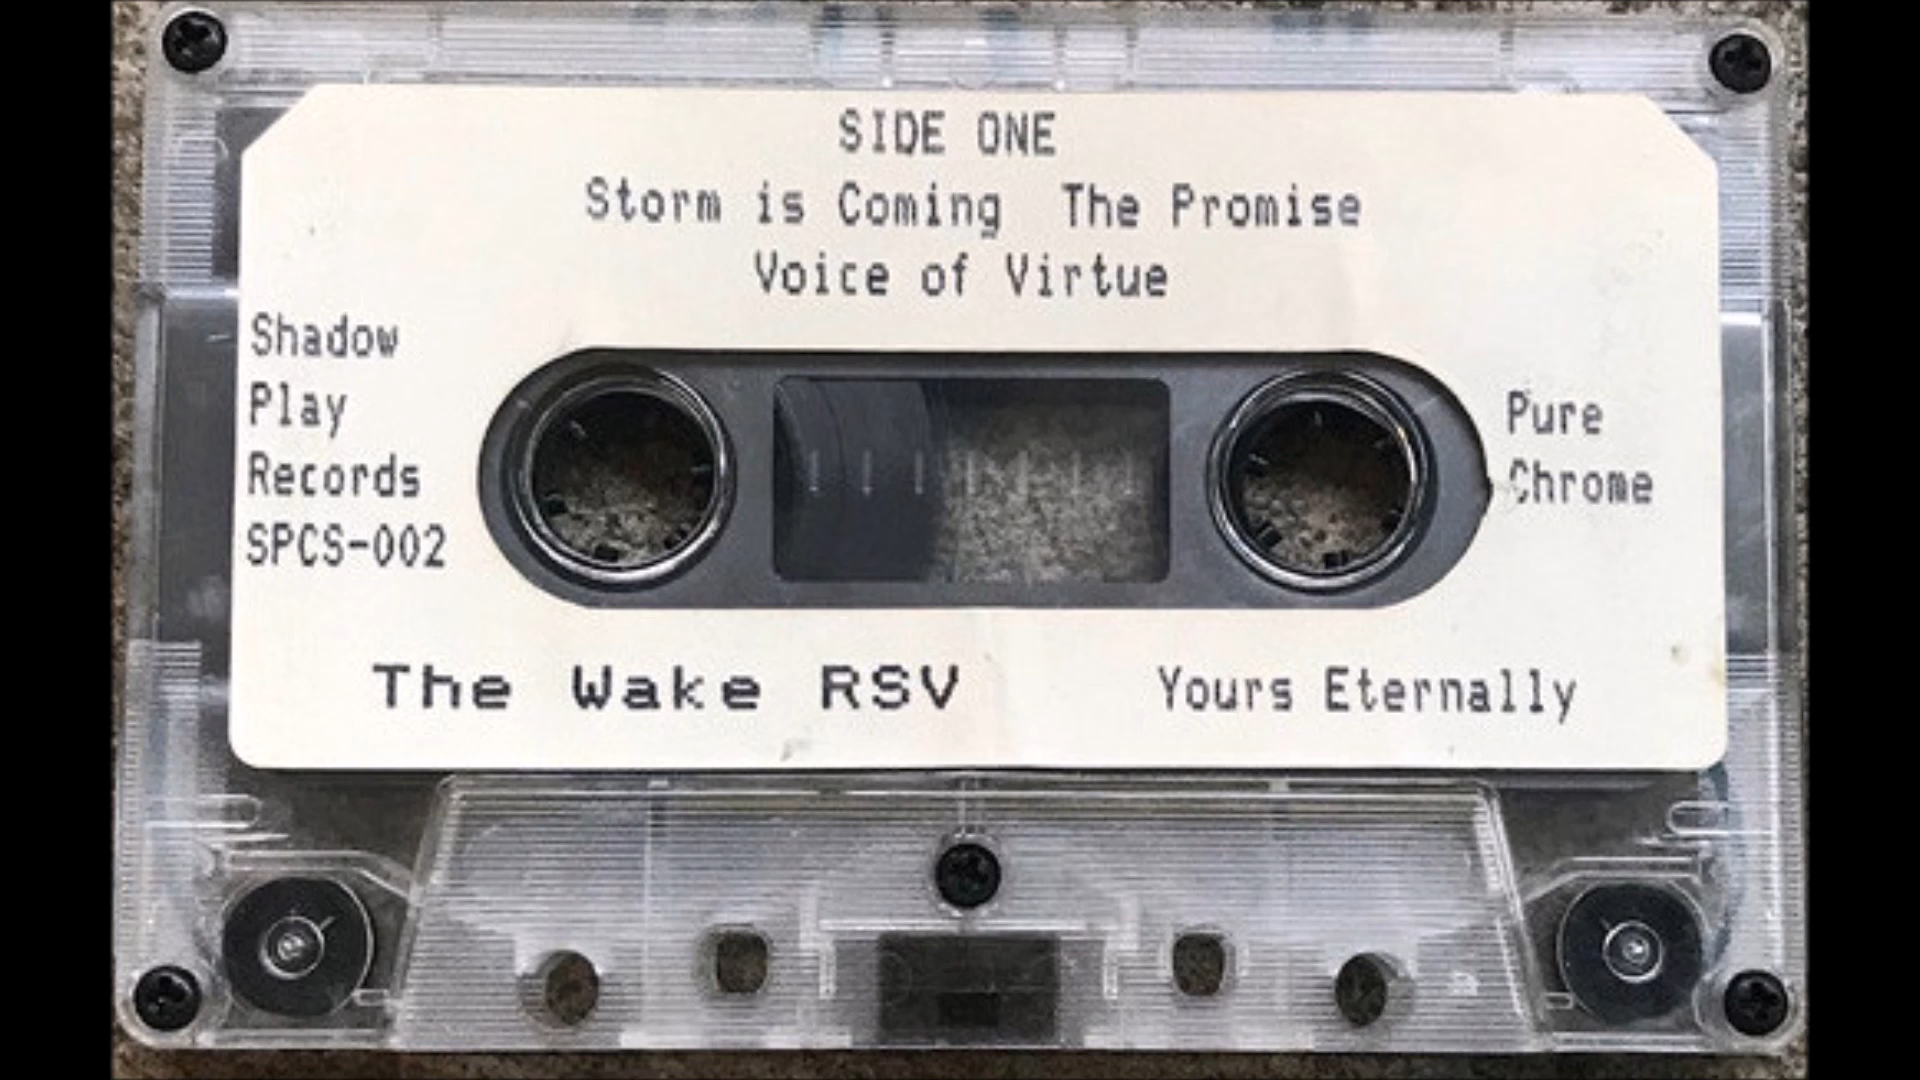 SIDE ONE
Storm is Coming  The Promise
Voice of Virtue
Shadow
Play
Records
SPCS-002
Pure
Chrome
The Wake RSV
Yours Eternally